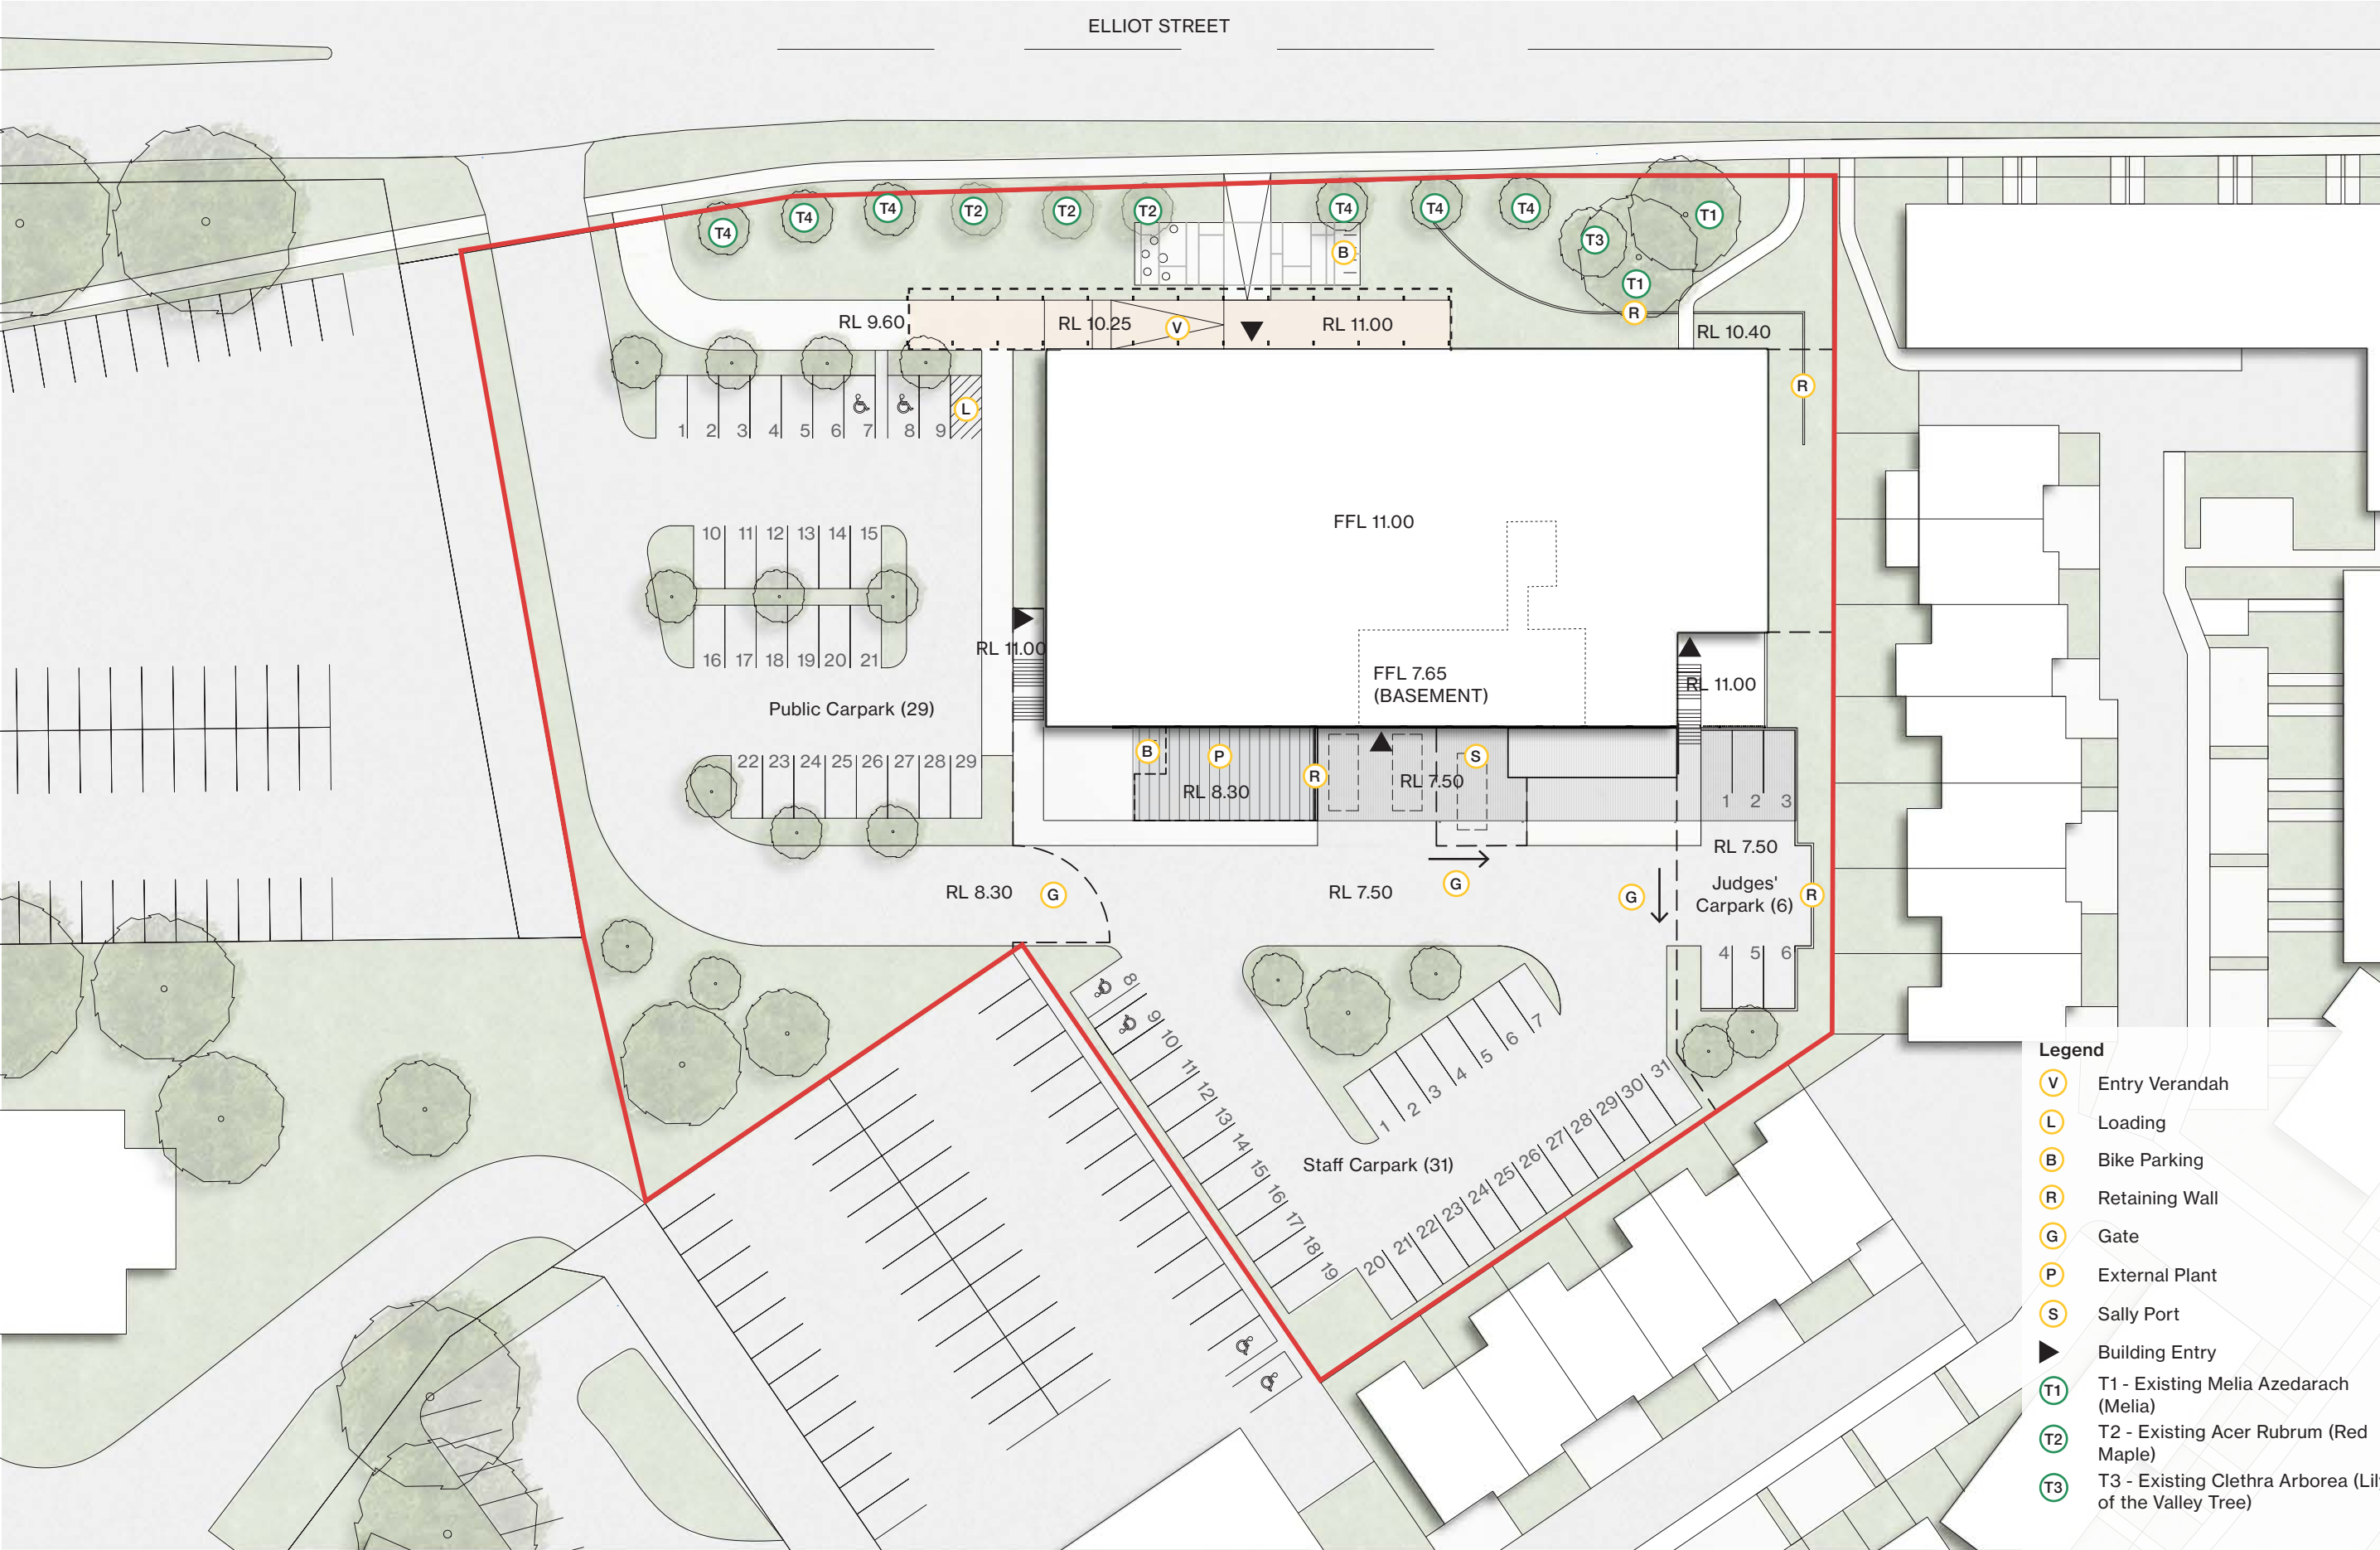 ELLIOT STREET
T4
T4
T4
T2
T2
T2
T4
T4
T4
T1
T3
T1
B
R
RL 9.60
RL 10.25
V
RL 11.00
RL 10.40
R
L
1 2 3 4 5 6 7 8 9
FFL 11.00
10 11 12 13 14 15
16 17 18 19 20 21
RL 11.00
Public Carpark (29)
FFL 7.65
(BASEMENT)
RL 11.00
22 23 24 25 26 27 28 29
B
P
R
S
RL 8.30
RL 7.50
1 2 3
RL 7.50
Judges'
Carpark (6)
R
RL 8.30
G
RL 7.50
G
G
4 5 6
8
9
10
11
12
13
14
15
16
17
18
19
1 2 3 4 5 6 7
Staff Carpark (31)
20 21 22 23 24 25 26 27 28 29 30 31
Legend
V Entry Verandah
L Loading
B Bike Parking
R Retaining Wall
G Gate
P External Plant
S Sally Port
Building Entry
T1 T1 - Existing Melia Azedarach
(Melia)
T2 T2 - Existing Acer Rubrum (Red
Maple)
T3 T3 - Existing Clethra Arborea
of the Valley Tree)